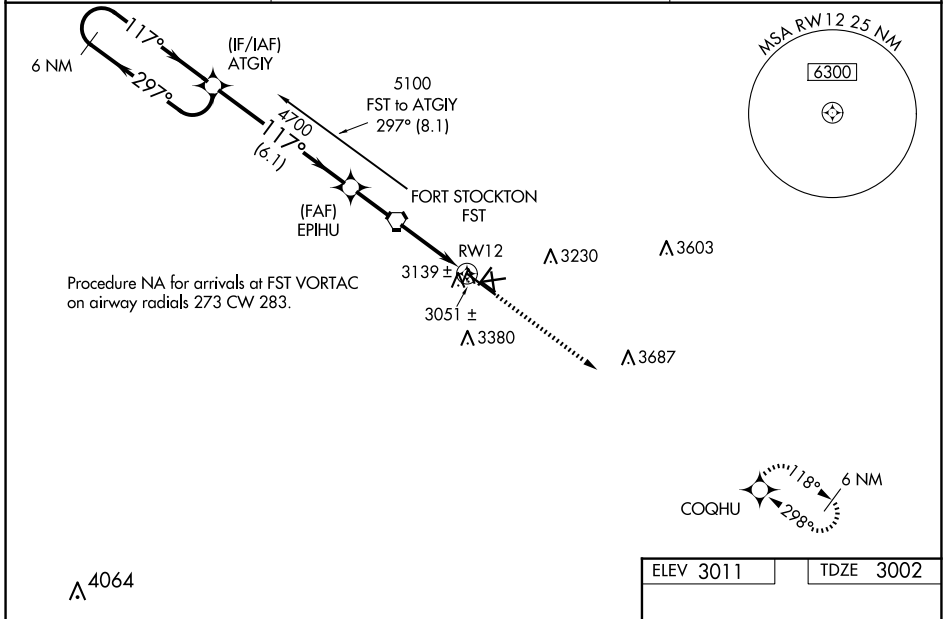 117°
6 NM
297°
(IF/IAF)
ATGIY
5100
FST to ATGIY
297° (8.1)
4700
117°
(6.1)
(FAF)
EPIHU
FORT STOCKTON
FST
RW12
3139 ±
3051 ±
3230
3603
3380
3687
MSA RW12 25 NM
6300
Procedure NA for arrivals at FST VORTAC
on airway radials 273 CW 283.
COQHU
118°
298°
6 NM
4064
ELEV 3011
TDZE 3002